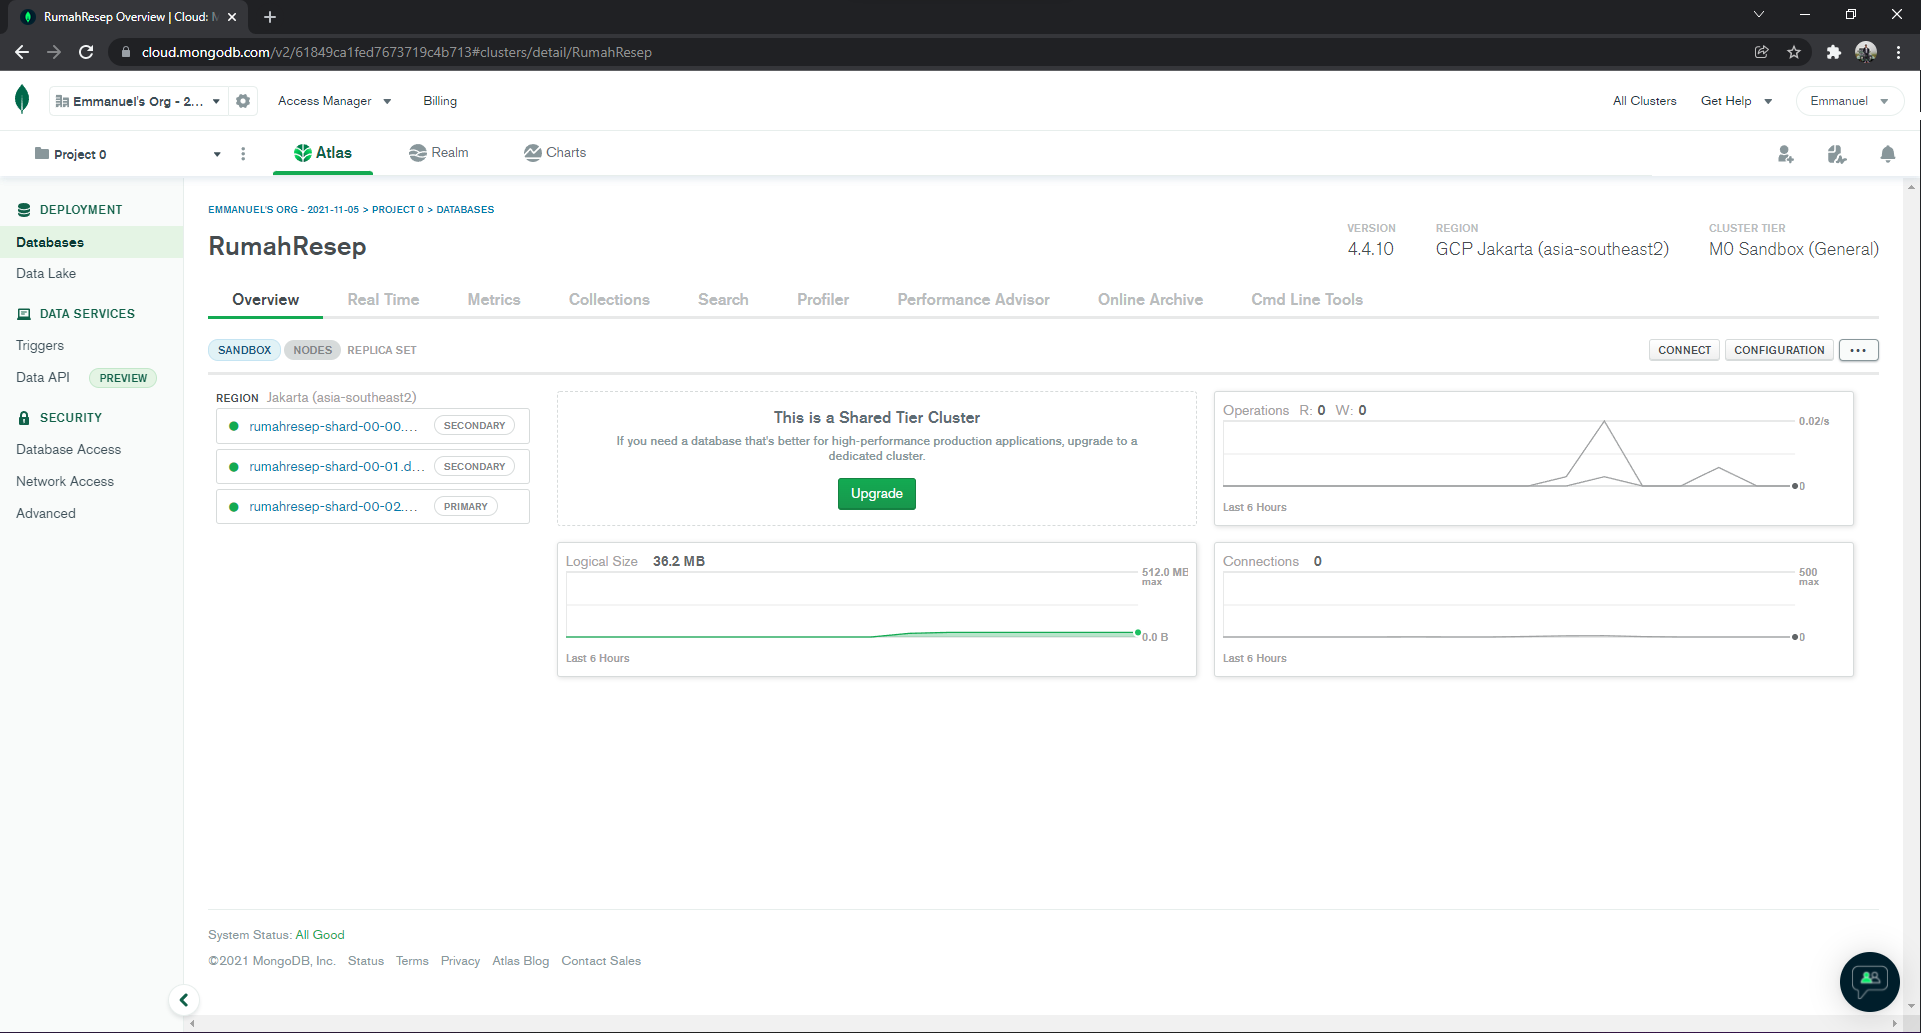 RumahResep Overview | Cloud: M
cloud.mongodb.com/v2/61849ca1fed7673719c4b713#clusters/detail/RumahResep
Emmanuel's Org - 2... Access Manager Billing All Clusters Get Help Emmanuel
Project 0 Atlas Realm Charts
DEPLOYMENT
Databases
Data Lake
DATA SERVICES
Triggers
Data API PREVIEW
SECURITY
Database Access
Network Access
Advanced
EMMANUEL'S ORG - 2021-11-05 > PROJECT 0 > DATABASES
RumahResep
VERSION
4.4.10
REGION
GCP Jakarta (asia-southeast2)
CLUSTER TIER
M0 Sandbox (General)
Overview Real Time Metrics Collections Search Profiler Performance Advisor Online Archive Cmd Line Tools
SANDBOX NODES REPLICA SET CONNECT CONFIGURATION ...
REGION Jakarta (asia-southeast2)
rumahresep-shard-00-00.... SECONDARY
rumahresep-shard-00-01.d... SECONDARY
rumahresep-shard-00-02.... PRIMARY
This is a Shared Tier Cluster
If you need a database that's better for high-performance production applications, upgrade to a
dedicated cluster.
Upgrade
Operations R: 0 W: 0
0.02/s
0
Last 6 Hours
Logical Size 36.2 MB
512.0 MB
max
0.0 B
Last 6 Hours
Connections 0
500
max
0
Last 6 Hours
System Status: All Good
©2021 MongoDB, Inc. Status Terms Privacy Atlas Blog Contact Sales